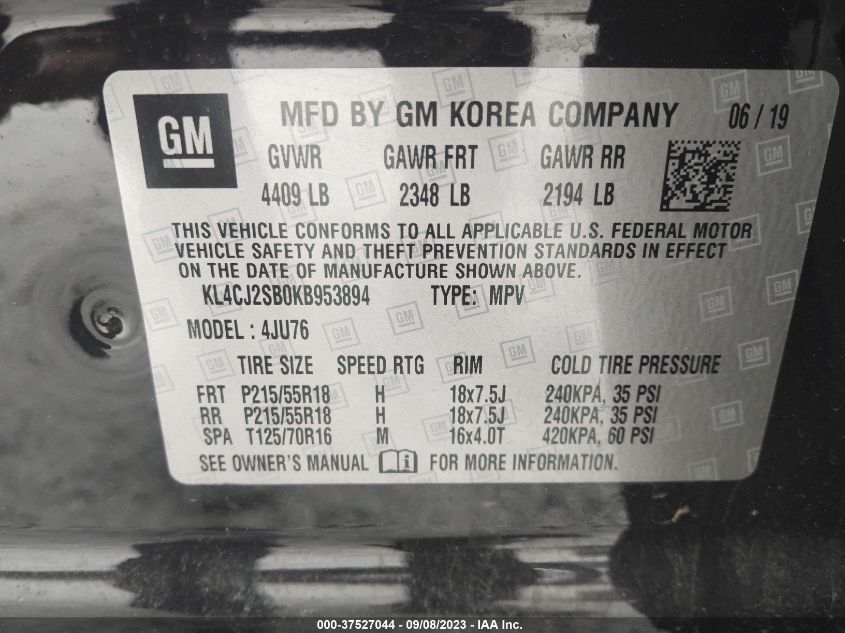 GM
MFD BY GM KOREA COMPANY 06 / 19
GVWR GAWR FRT GAWR RR
4409 LB 2348 LB 2194 LB
THIS VEHICLE CONFORMS TO ALL APPLICABLE U.S. FEDERAL MOTOR
VEHICLE SAFETY AND THEFT PREVENTION STANDARDS IN EFFECT
ON THE DATE OF MANUFACTURE SHOWN ABOVE.
KL4CJ2SB0KB953894 TYPE: MPV
MODEL : 4JU76
TIRE SIZE SPEED RTG RIM COLD TIRE PRESSURE
FRT P215/55R18 H 18x7.5J 240KPA, 35 PSI
RR P215/55R18 H 18x7.5J 240KPA, 35 PSI
SPA T125/70R16 M 16x4.0T 420KPA, 60 PSI
SEE OWNER'S MANUAL i FOR MORE INFORMATION.
000-37527044 - 09/08/2023 - IAA Inc.